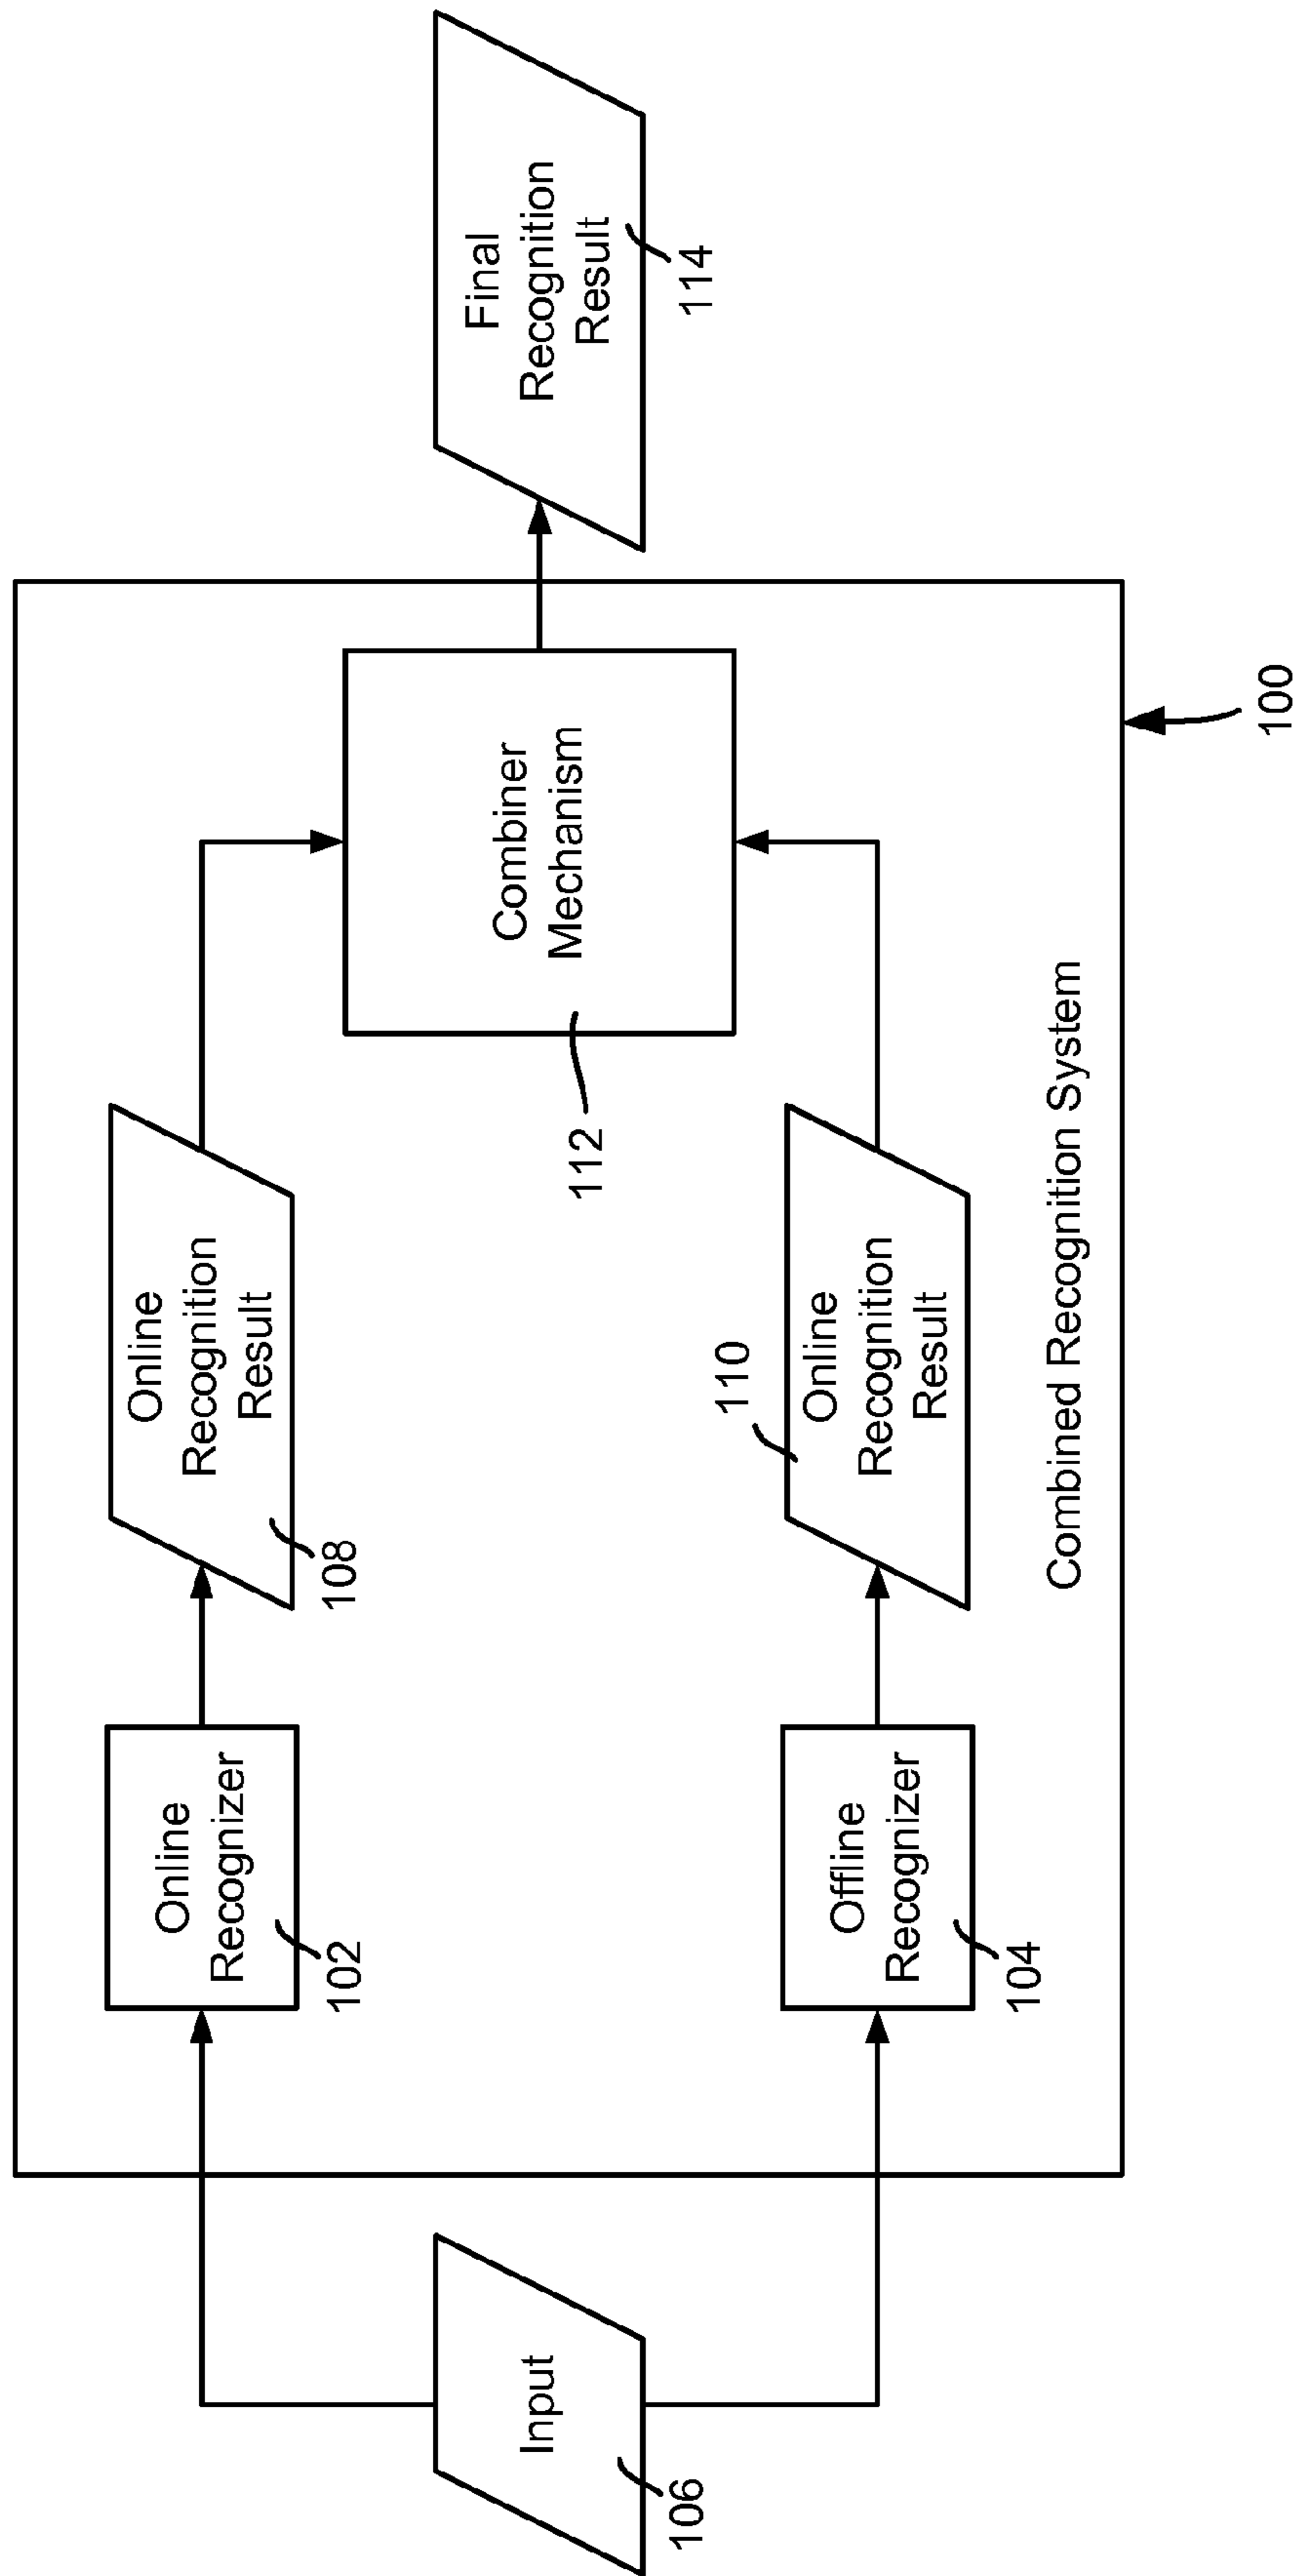 Input
106
Online
Recognizer
102
Offline
Recognizer
104
Online
Recognition
Result
108
Online
Recognition
Result
110
Combiner
Mechanism
112
Combined Recognition System
100
Final
Recognition
Result
114